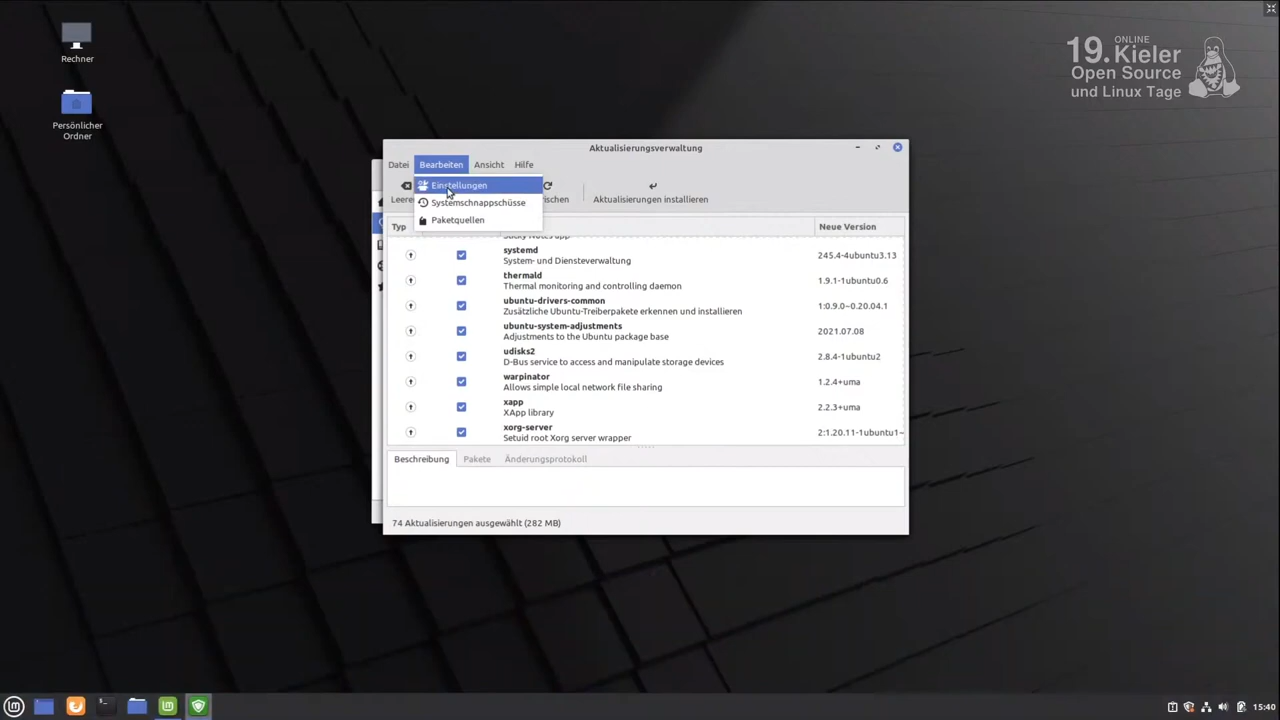 Rechner
Persönlicher
Ordner
ONLINE
19. Kieler
Open Source
und Linux Tage
Aktualisierungsverwaltung
Datei Bearbeiten Ansicht Hilfe
Einstellungen
Systemschnappschüsse
Paketquellen
Aktualisierungen installieren
Typ Neue Version
systemd
System- und Diensteverwaltung 245.4-4ubuntu3.13
thermald
Thermal monitoring and controlling daemon 1.9.1-1ubuntu0.6
ubuntu-drivers-common
Zusätzliche Ubuntu-Treiberpakete erkennen und installieren 1:0.9.0~0.20.04.1
ubuntu-system-adjustments
Adjustments to the Ubuntu package base 2021.07.08
udisks2
D-Bus service to access and manipulate storage devices 2.8.4-1ubuntu2
warpinator
Allows simple local network file sharing 1.2.4+uma
xapp
XApp library 2.2.3+uma
xorg-server
Setuid root Xorg server wrapper 2:1.20.11-1ubuntu1~
Beschreibung Pakete Änderungsprotokoll
74 Aktualisierungen ausgewählt (282 MB)
15:40